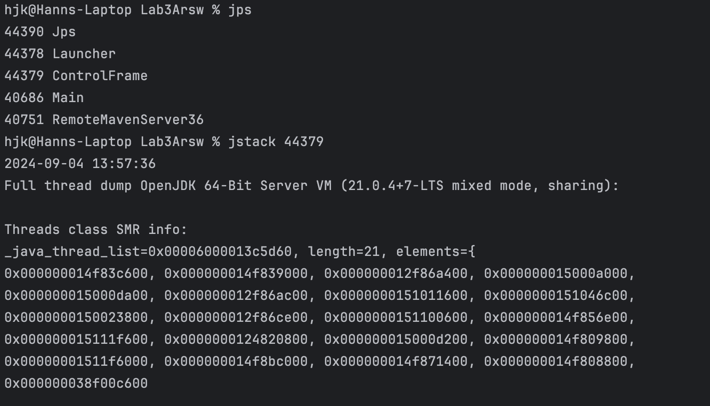 hjk@Hanns-Laptop Lab3Arsw % jps
44390 Jps
44378 Launcher
44379 ControlFrame
40686 Main
40751 RemoteMavenServer36
hjk@Hanns-Laptop Lab3Arsw % jstack 44379
2024-09-04 13:57:36
Full thread dump OpenJDK 64-Bit Server VM (21.0.4+7-LTS mixed mode, sharing):
Threads class SMR info:
_java_thread_list=0x00006000013c5d60, length=21, elements={
0x000000014f83c600, 0x000000014f839000, 0x000000012f86a400, 0x000000015000a000,
0x000000015000da00, 0x000000012f86ac00, 0x0000000151011600, 0x0000000151046c00,
0x0000000150023800, 0x000000012f86ce00, 0x0000000151100600, 0x000000014f856e00,
0x000000015111f600, 0x0000000124820800, 0x000000015000d200, 0x000000014f809800,
0x00000001511f6000, 0x000000014f8bc000, 0x000000014f871400, 0x000000014f808800,
0x000000038f00c600